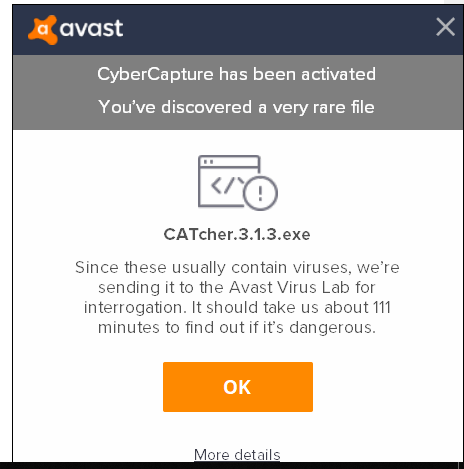 avast
CyberCapture has been activated
You've discovered a very rare file
</>
CATcher.3.1.3.exe
Since these usually contain viruses, we're
sending it to the Avast Virus Lab for
interrogation. It should take us about 111
minutes to find out if it's dangerous.
OK
More details